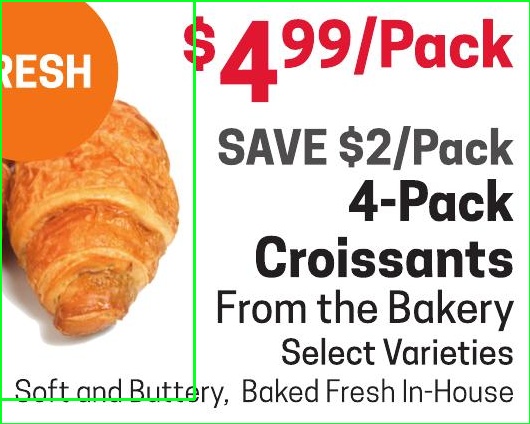 RESH
$4.99/Pack
SAVE $2/Pack
4-Pack
Croissants
From the Bakery
Select Varieties
Soft and Buttery, Baked Fresh In-House